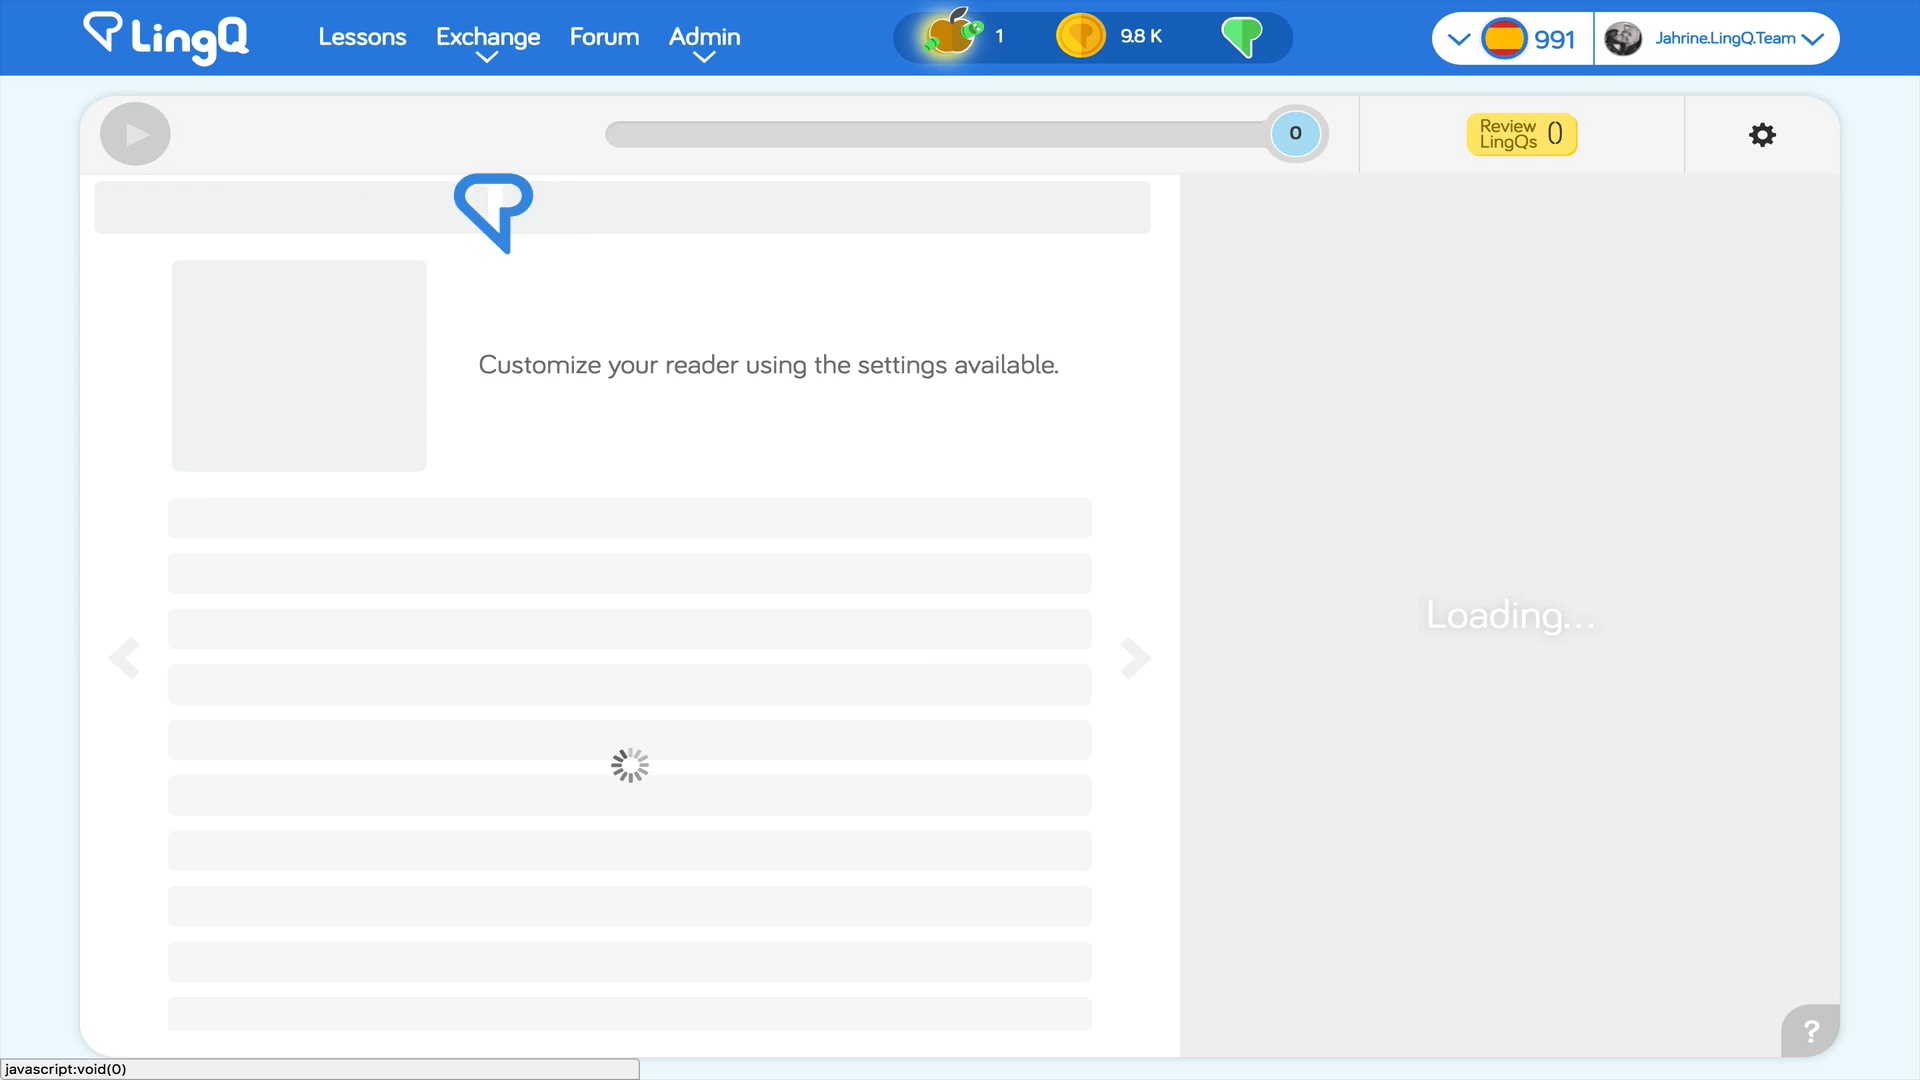 LingQ
Lessons Exchange Forum Admin
1 9.8 K
991 Jahrine.LingQ.Team
0
Review
LingQs 0
Customize your reader using the settings available.
Loading...
?
javascript:void(0)